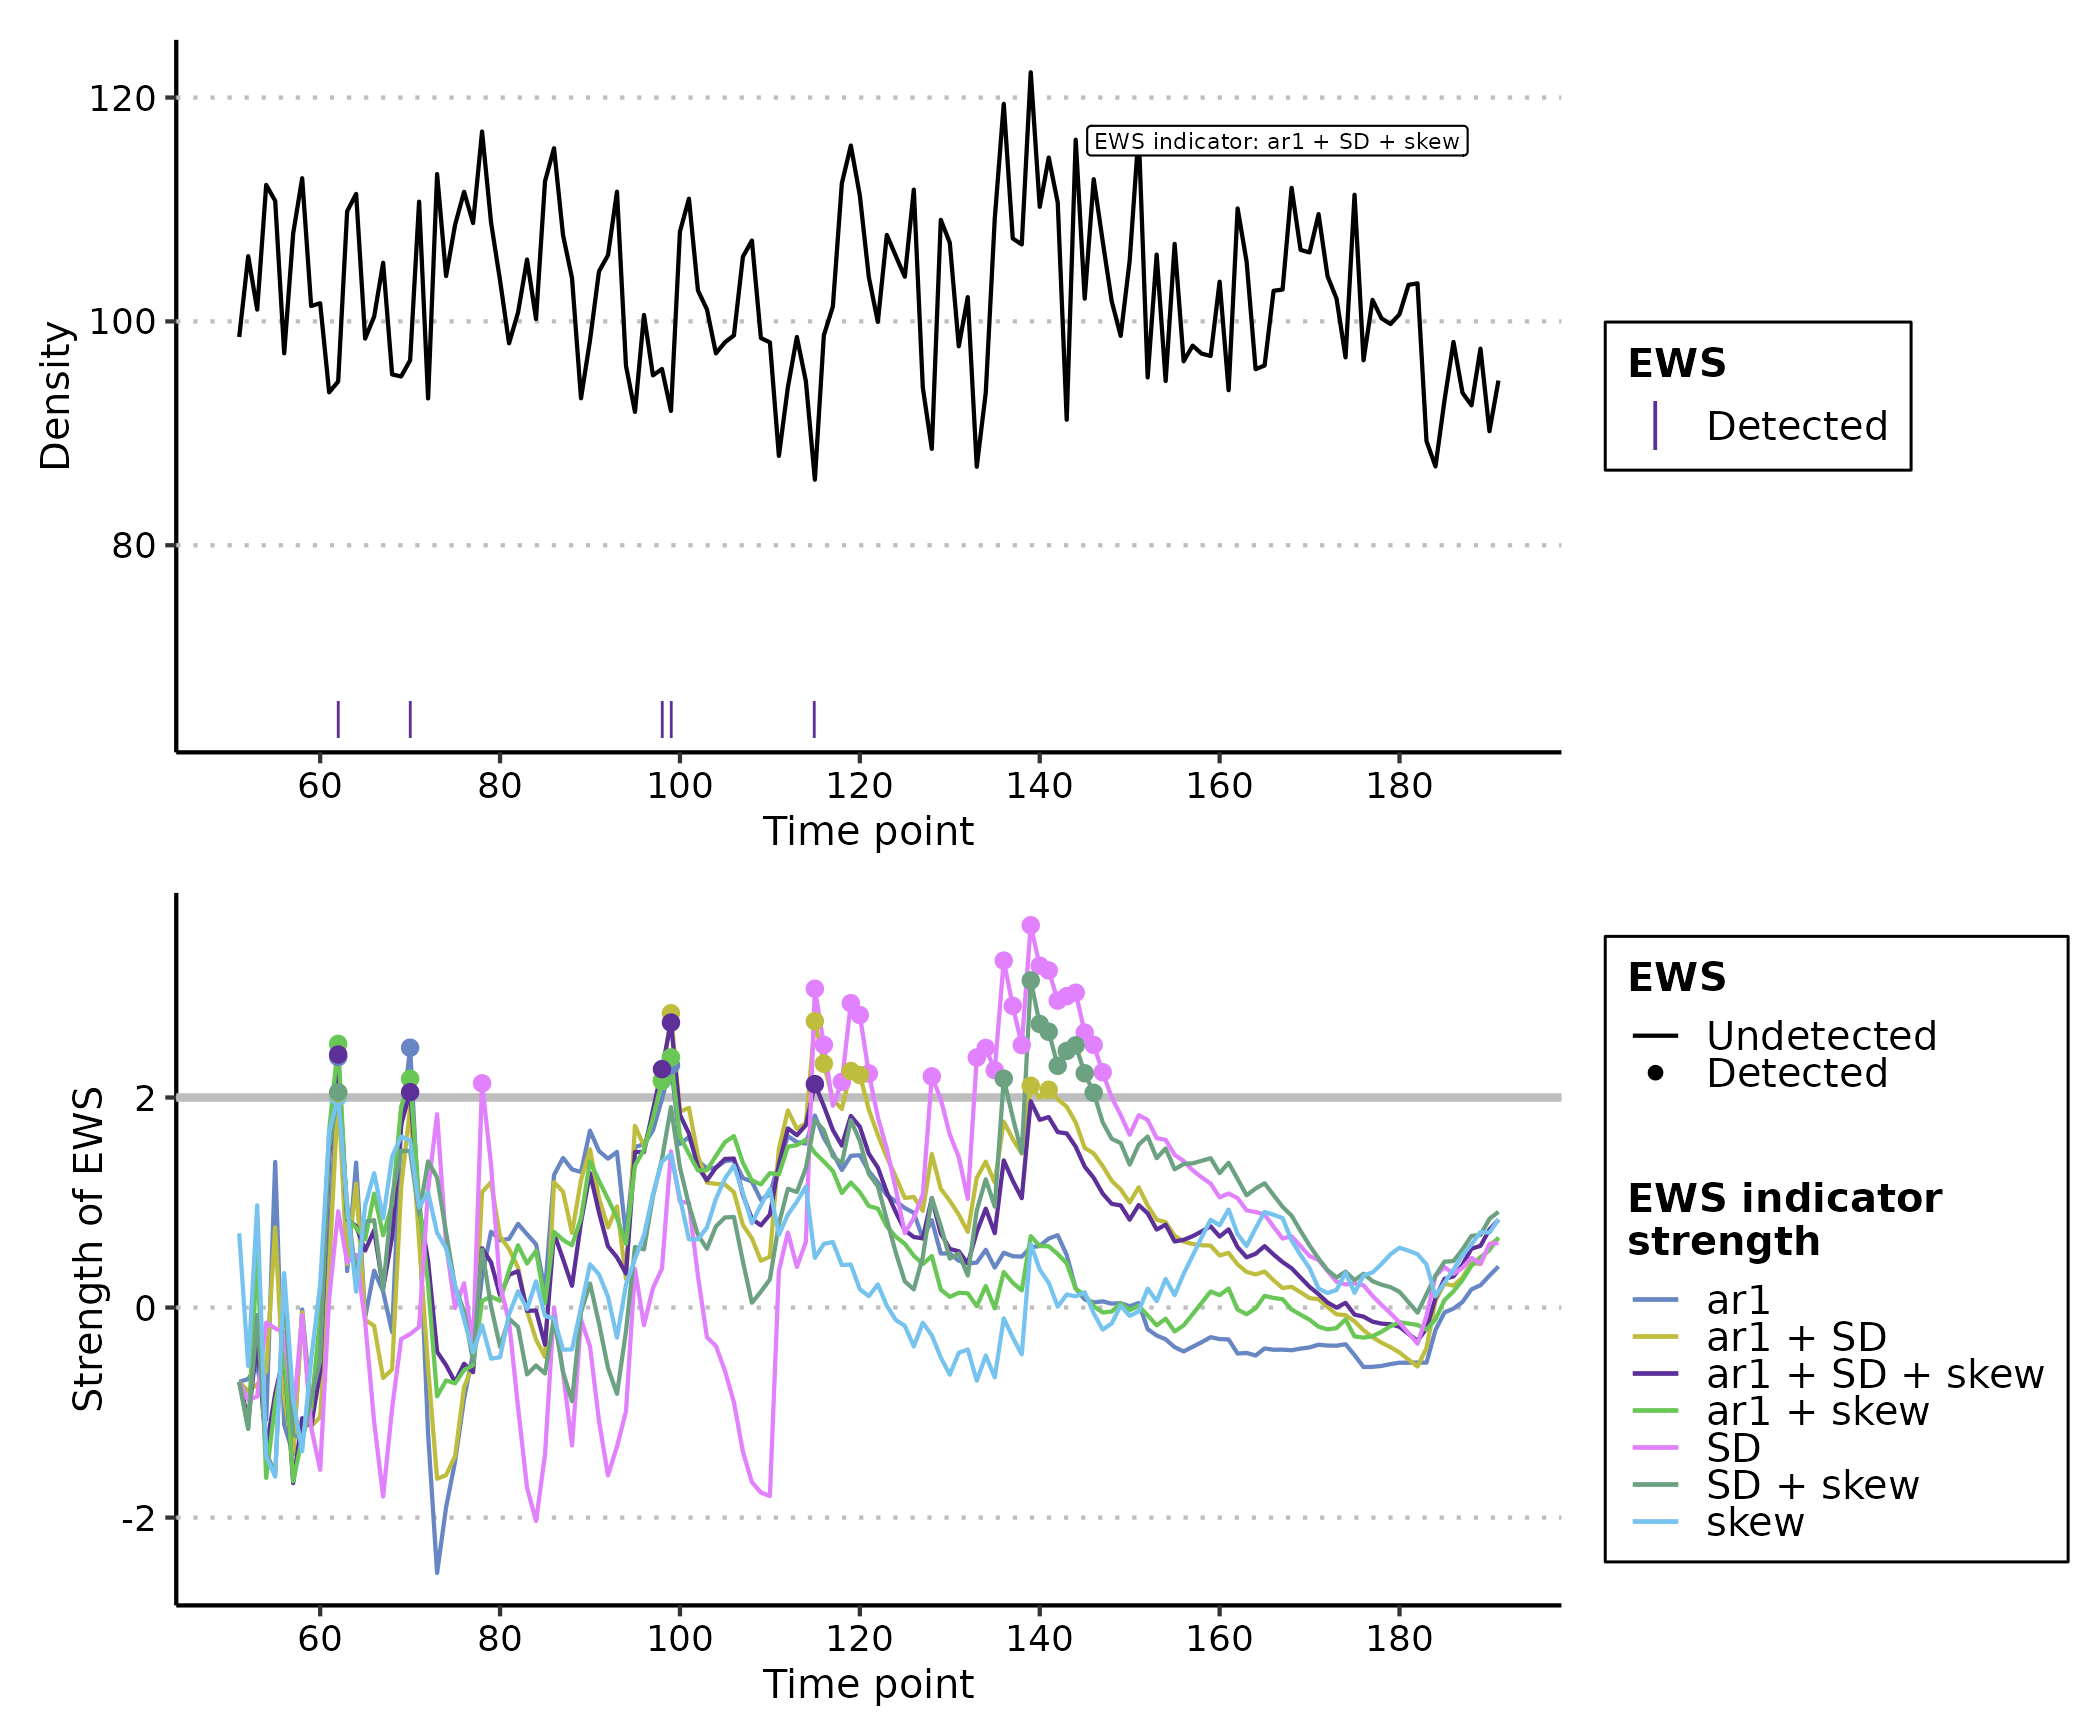 120
100
80
Density
EWS indicator: ar1 + SD + skew
60 80 100 120 140 160 180
Time point
EWS
Detected
2
0
-2
Strength of EWS
60 80 100 120 140 160 180
Time point
EWS
Undetected
Detected
EWS indicator
strength
ar1
ar1 + SD
ar1 + SD + skew
ar1 + skew
SD
SD + skew
skew